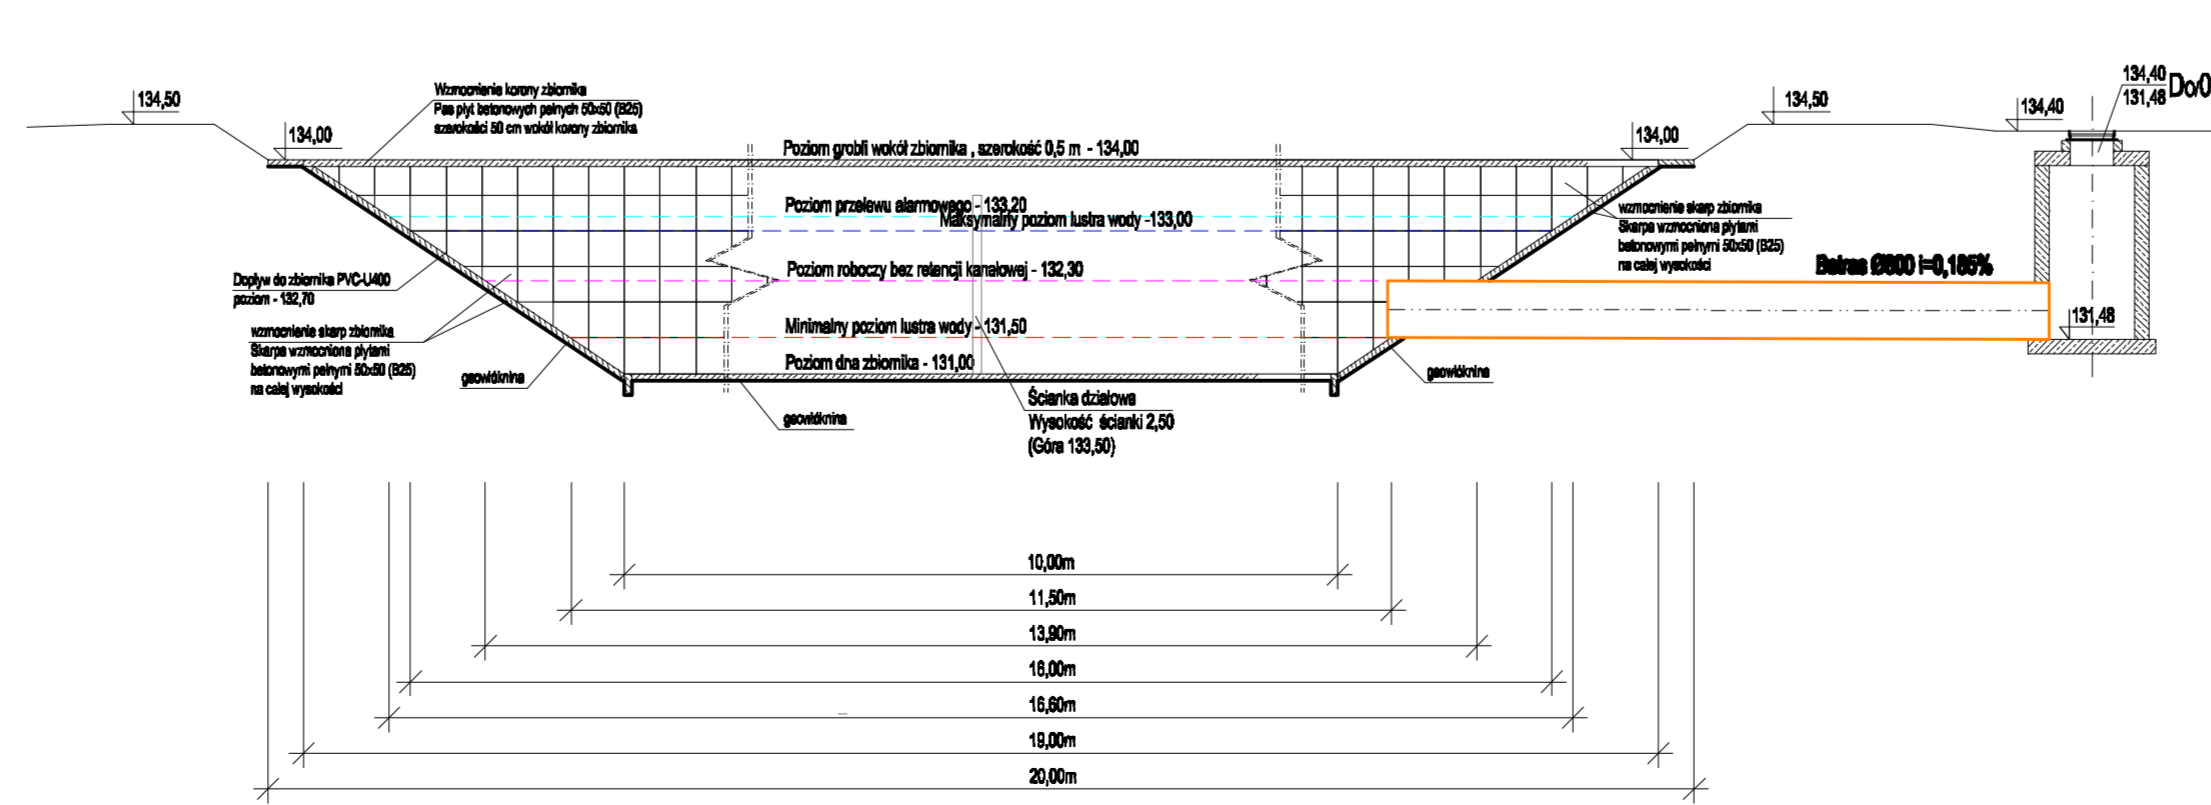 134,50
Wzmocnienie korony zbiornika
Pas płyt betonowych pełnych 50x50 (B25)
szerokości 50 cm wokół korony zbiornika
134,00
Poziom grobli wokół zbiornika , szerokość 0,5 m - 134,00
134,00
134,50
134,40
134,40
131,48
Do/0
Poziom przelewu alarmowego - 133,20
Maksymalny poziom lustra wody -133,00
wzmocnienie skarp zbiornika
Skarpa wzmocniona płytami
betonowymi pełnymi 50x50 (B25)
na całej wysokości
Dopływ do zbiornika PVC-U400
poziom - 132,70
Poziom roboczy bez retencji kanałowej - 132,30
Betras Ø800 i=0,185%
131,48
wzmocnienie skarp zbiornika
Skarpa wzmocniona płytami
betonowymi pełnymi 50x50 (B25)
na całej wysokości
Minimalny poziom lustra wody - 131,50
Poziom dna zbiornika - 131,00
geowłóknina
geowłóknina
geowłóknina
Ścianka działowa
Wysokość ścianki 2,50
(Góra 133,50)
10,00m
11,50m
13,90m
16,00m
16,60m
19,00m
20,00m